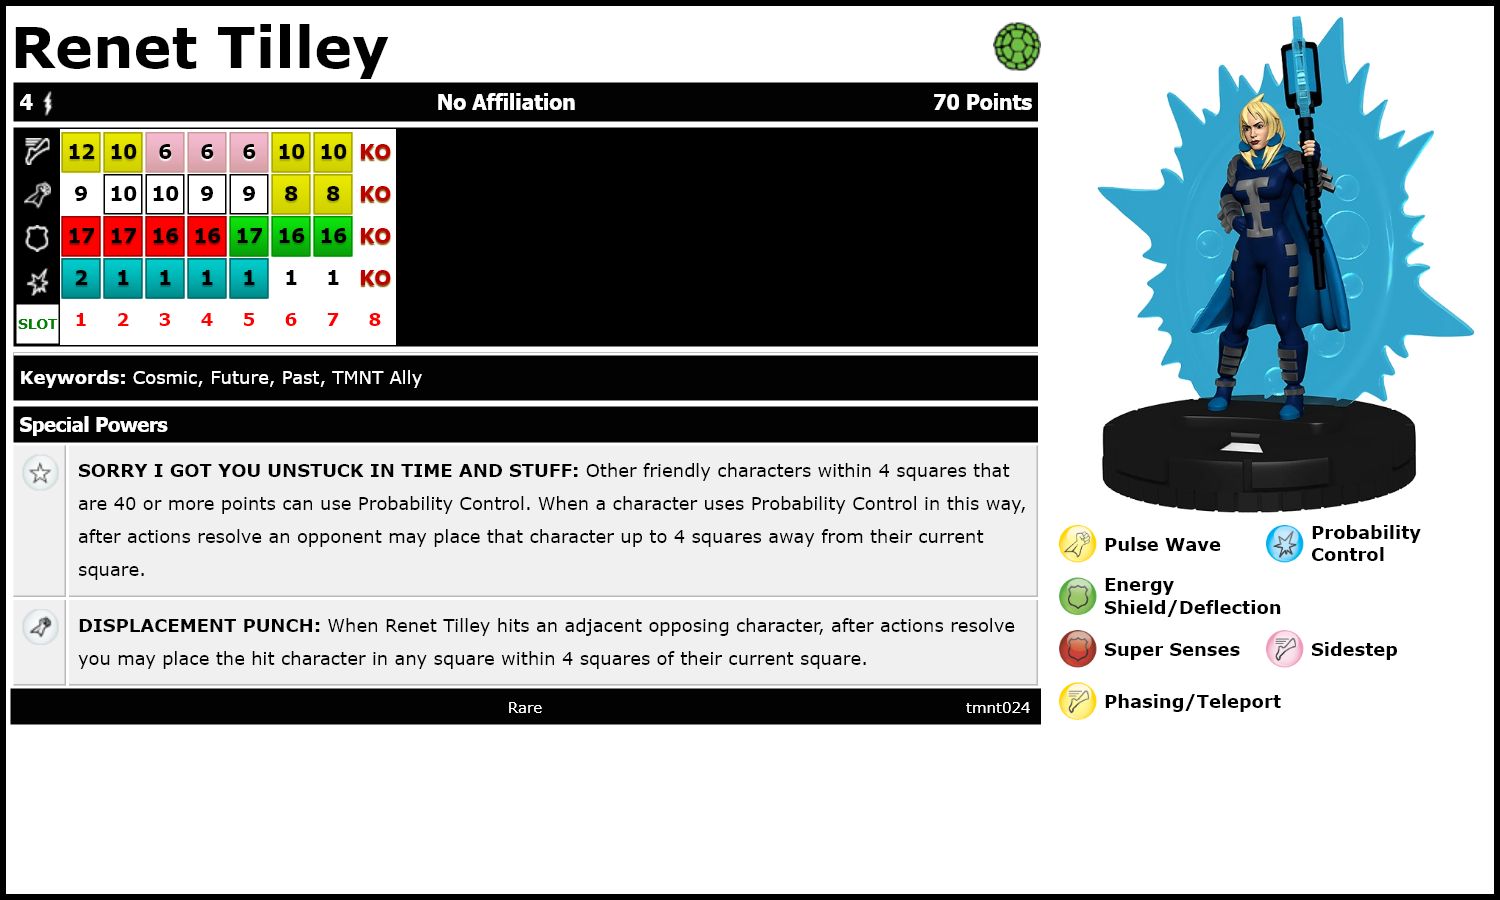 Renet Tilley
4 No Affiliation 70 Points
12 10 6 6 6 10 10 KO
9 10 10 9 9 8 8 KO
17 17 16 16 17 16 16 KO
2 1 1 1 1 1 1 KO
SLOT 1 2 3 4 5 6 7 8
Keywords: Cosmic, Future, Past, TMNT Ally
Special Powers
SORRY I GOT YOU UNSTUCK IN TIME AND STUFF: Other friendly characters within 4 squares that
are 40 or more points can use Probability Control. When a character uses Probability Control in this way,
after actions resolve an opponent may place that character up to 4 squares away from their current
square.
DISPLACEMENT PUNCH: When Renet Tilley hits an adjacent opposing character, after actions resolve
you may place the hit character in any square within 4 squares of their current square.
Rare tmnt024
Pulse Wave
Probability
Control
Energy
Shield/Deflection
Super Senses
Sidestep
Phasing/Teleport